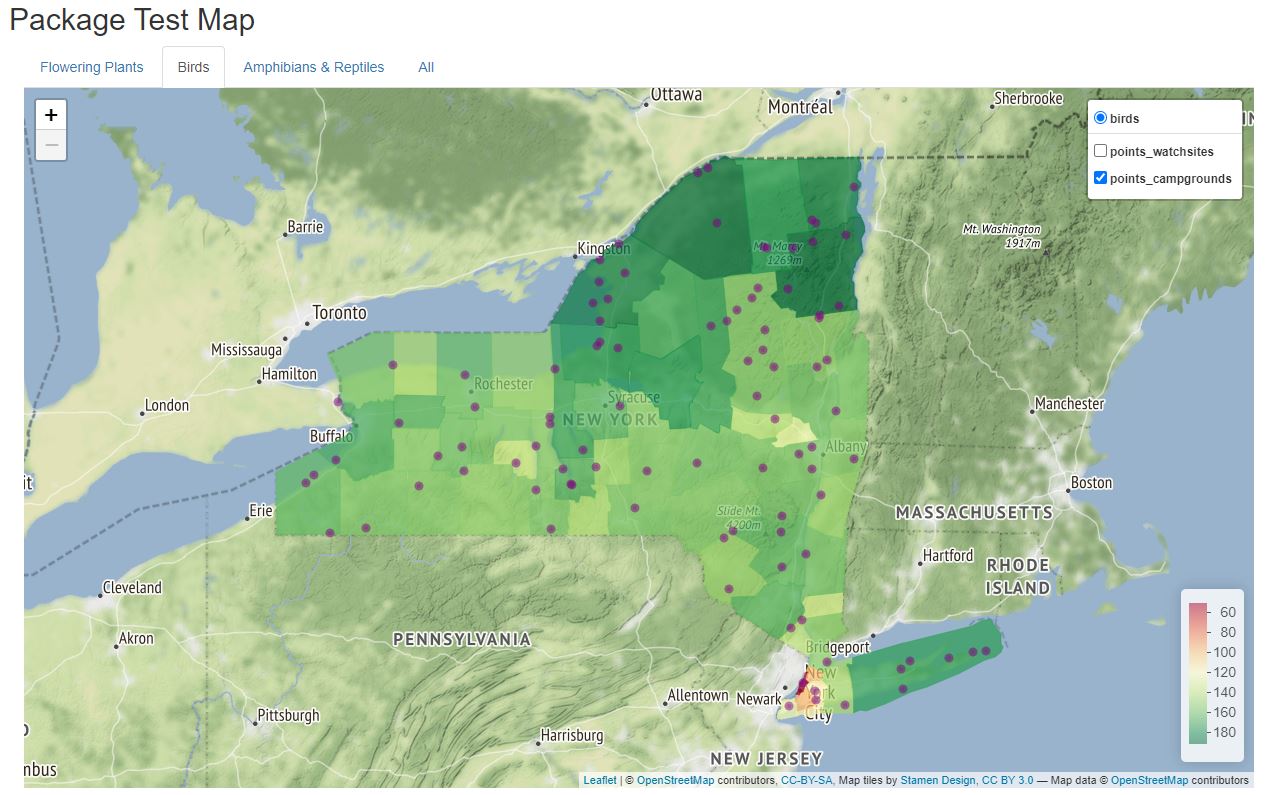 Package Test Map
Flowering Plants
Birds
Amphibians & Reptiles
All
+
−
Ottawa
Montréal
Sherbrooke
birds
points_watchsites
points_campgrounds
Barrie
Kingston
Mt. Marcy
1269m
Mt. Washington
1917m
Toronto
Mississauga
Hamilton
London
Rochester
Syracuse
NEW YORK
Buffalo
Albany
Manchester
Boston
Erie
Slide Mt.
4200m
MASSACHUSETTS
Hartford
RHODE
ISLAND
Cleveland
Akron
PENNSYLVANIA
Bridgeport
New
York
City
Allentown
Newark
Pittsburgh
Harrisburg
NEW JERSEY
60
80
100
120
140
160
180
Leaflet | © OpenStreetMap contributors, CC-BY-SA, Map tiles by Stamen Design, CC BY 3.0 — Map data © OpenStreetMap contributors